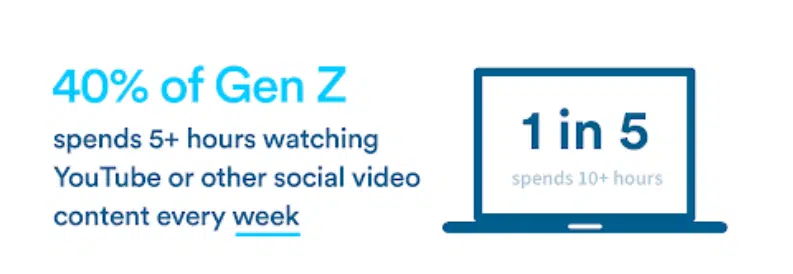 40% of Gen Z
spends 5+ hours watching
YouTube or other social video
content every week
1 in 5
spends 10+ hours